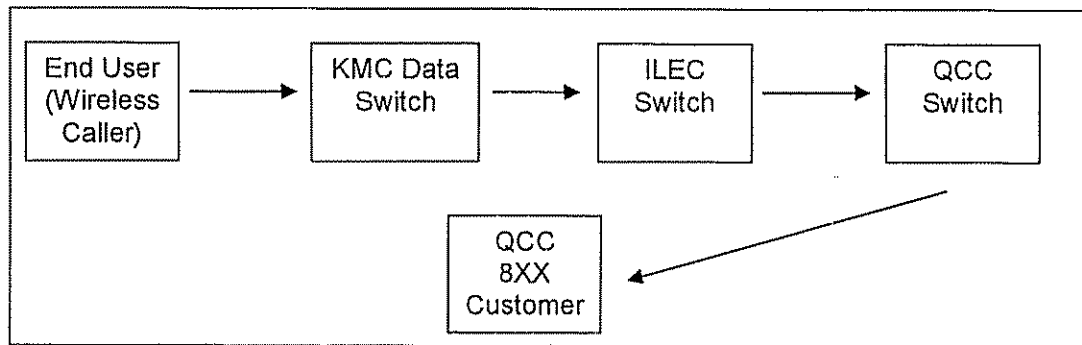 End User
(Wireless
Caller)
KMC Data
Switch
ILEC
Switch
QCC
Switch
QCC
8XX
Customer